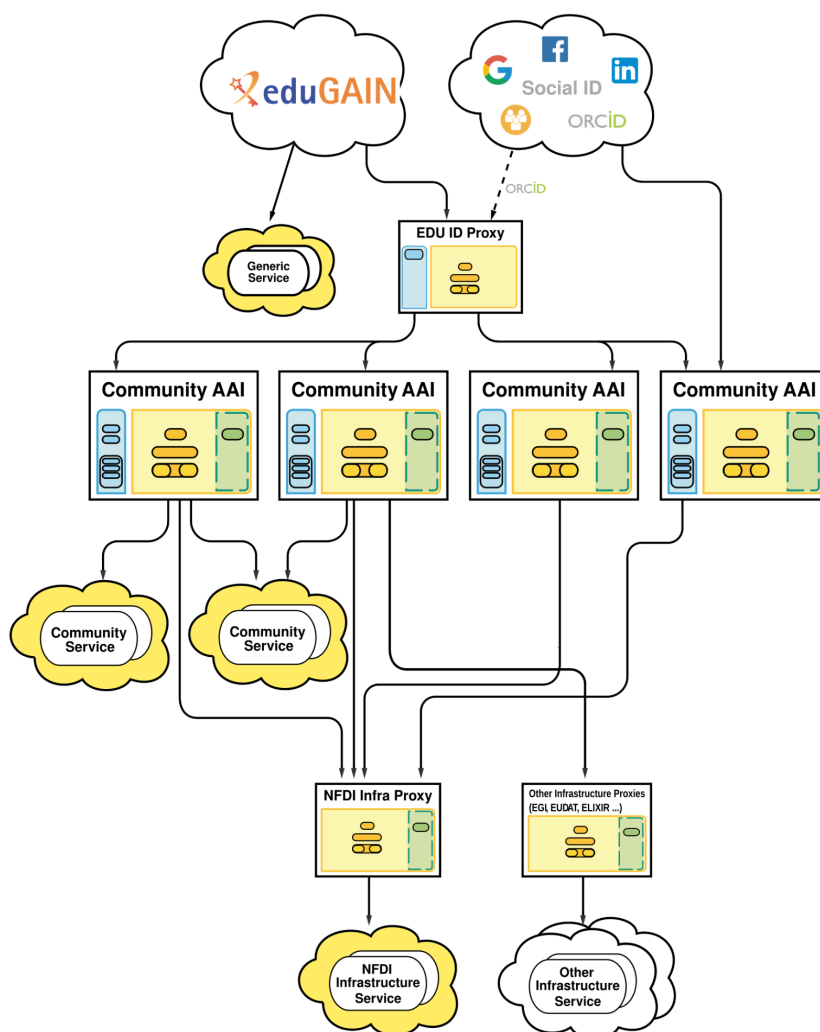 eduGAIN
G
f
in
Social ID
ORCiD
ORCiD
EDU ID Proxy
Generic
Service
Community AAI
Community AAI
Community AAI
Community AAI
Community
Service
Community
Service
NFDI Infra Proxy
Other Infrastructure Proxies
(EGI, EUDAT, ELIXIR ...)
NFDI
Infrastructure
Service
Other
Infrastructure
Service